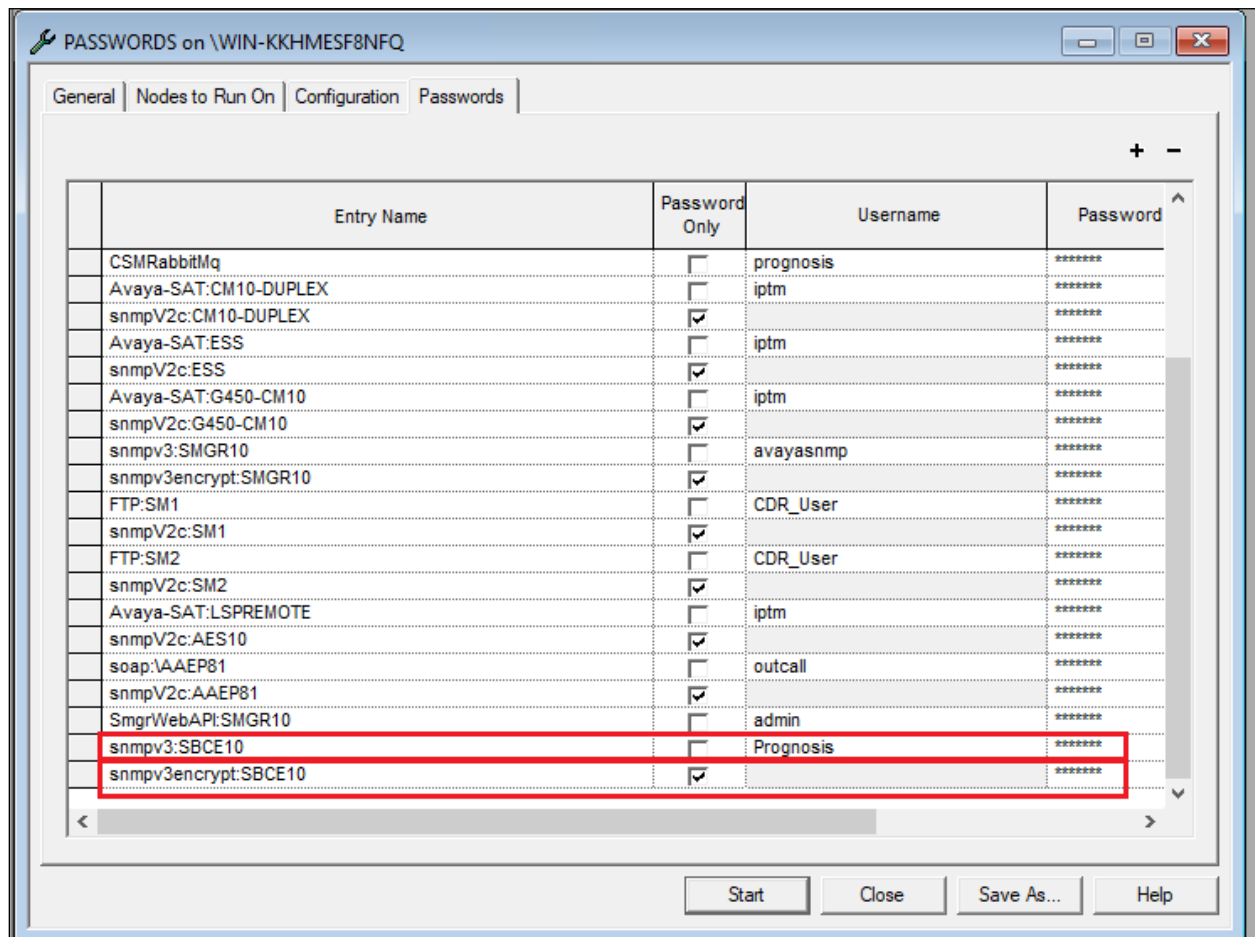 PASSWORDS on \WIN-KKHMESF8NFQ
General Nodes to Run On Configuration Passwords
+ −
Entry Name Password Only Username Password
CSMRabbitMq prognosis *******
Avaya-SAT:CM10-DUPLEX iptm *******
snmpV2c:CM10-DUPLEX *******
Avaya-SAT:ESS iptm *******
snmpV2c:ESS *******
Avaya-SAT:G450-CM10 iptm *******
snmpV2c:G450-CM10 *******
snmpv3:SMGR10 avayasnmp *******
snmpv3encrypt:SMGR10 *******
FTP:SM1 CDR_User *******
snmpV2c:SM1 *******
FTP:SM2 CDR_User *******
snmpV2c:SM2 *******
Avaya-SAT:LSPREMOTE iptm *******
snmpV2c:AES10 *******
soap:\AAEP81 outcall *******
snmpV2c:AAEP81 *******
SmgrWebAPI:SMGR10 admin *******
snmpv3:SBCE10 Prognosis *******
snmpv3encrypt:SBCE10 *******
Start Close Save As... Help